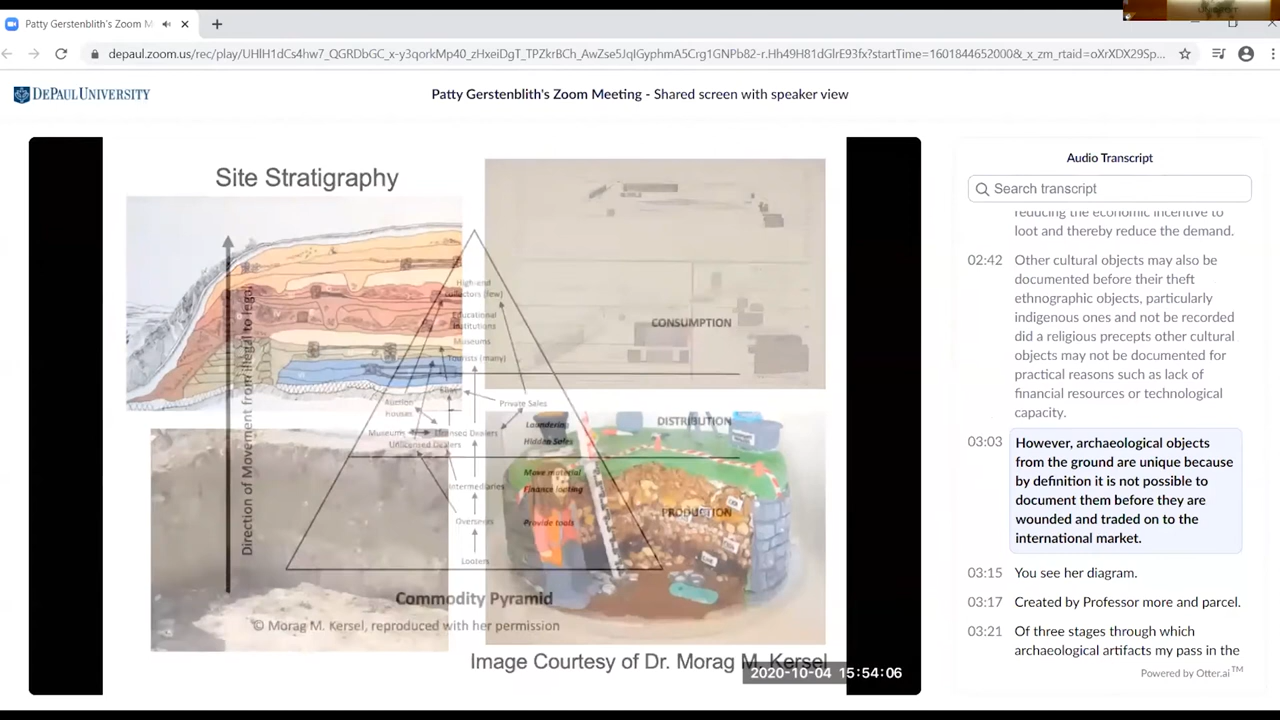 Patty Gerstenblith's Zoom M
depaul.zoom.us/rec/play/UHlH1dCs4hw7_QGRDbGC_x-y3qorkMp40_zHxeiDgT_TPZkrBCh_AwZse5JqlGyphmA5Crg1GNPb82-r.Hh49H81dGlrE93fx?startTime=1601844652000&_x_zm_rtaid=oXrXDX29Sp...
DEPAUL UNIVERSITY
Patty Gerstenblith's Zoom Meeting - Shared screen with speaker view
Site Stratigraphy
Direction of Movement from illegal to legal
High-end
collectors (few)
Educational
Institutions
Museums
Tourists (many)
CONSUMPTION
Auction
houses
Private Sales
Museums
Licensed Dealers
Unlicensed Dealers
Laundering
Hidden Sales
DISTRIBUTION
Intermediaries
Move material
Finance looting
Overseers
Provide tools
PRODUCTION
Looters
Commodity Pyramid
© Morag M. Kersel, reproduced with her permission
Image Courtesy of Dr. Morag M. Kersel
2020-10-04 15:54:06
Audio Transcript
Search transcript
reducing the economic incentive to
loot and thereby reduce the demand.
02:42 Other cultural objects may also be
documented before their theft
ethnographic objects, particularly
indigenous ones and not be recorded
did a religious precepts other cultural
objects may not be documented for
practical reasons such as lack of
financial resources or technological
capacity.
03:03 However, archaeological objects
from the ground are unique because
by definition it is not possible to
document them before they are
wounded and traded on to the
international market.
03:15 You see her diagram.
03:17 Created by Professor more and parcel.
03:21 Of three stages through which
archaeological artifacts my pass in the
Powered by Otter.ai™